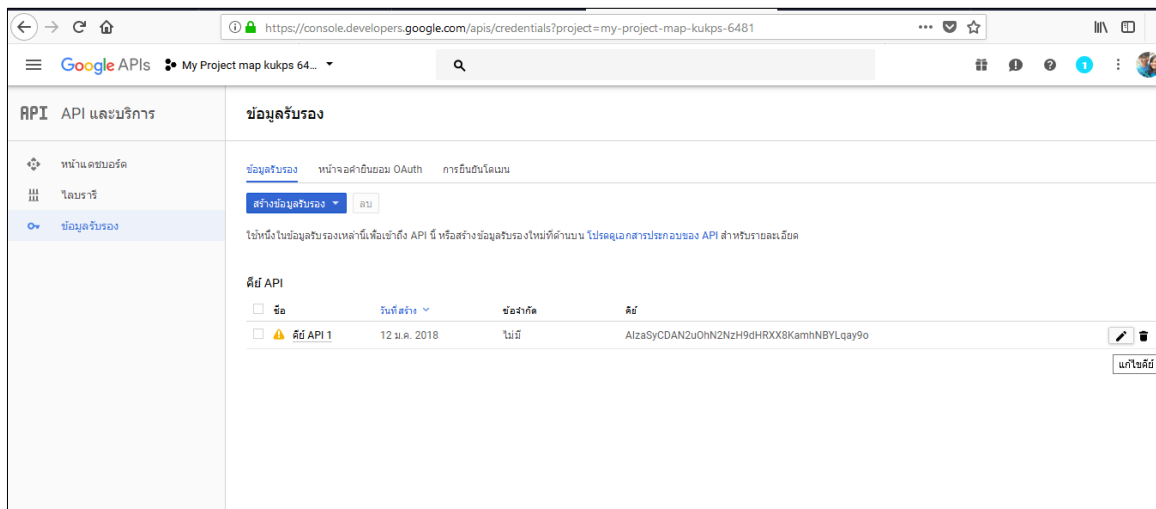 https://console.developers.google.com/apis/credentials?project=my-project-map-kukps-6481
Google APIs My Project map kukps 64... 1
API API และบริการ ข้อมูลรับรอง
หน้าแดชบอร์ด
ไลบรารี
ข้อมูลรับรอง
ข้อมูลรับรอง หน้าจอคำยินยอม OAuth การยืนยันโดเมน
สร้างข้อมูลรับรอง ลบ
ใช้หนึ่งในข้อมูลรับรองเหล่านี้เพื่อเข้าถึง API นี้ หรือสร้างข้อมูลรับรองใหม่ที่ด้านบน โปรดดูเอกสารประกอบของ API สำหรับรายละเอียด
คีย์ API
ชื่อ วันที่สร้าง ข้อจำกัด คีย์
คีย์ API 1 12 ม.ค. 2018 ไม่มี AIzaSyCDAN2uOhN2NzH9dHRXX8KamhNBYLqay9o
แก้ไขคีย์